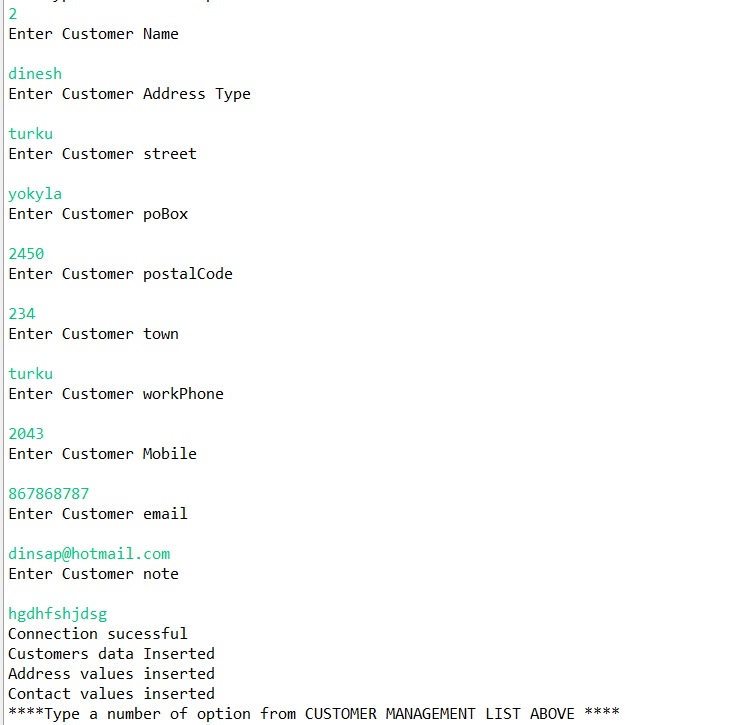 2
Enter Customer Name
dinesh
Enter Customer Address Type
turku
Enter Customer street
yokyla
Enter Customer poBox
2450
Enter Customer postalCode
234
Enter Customer town
turku
Enter Customer workPhone
2043
Enter Customer Mobile
867868787
Enter Customer email
dinsap@hotmail.com
Enter Customer note
hgdhfshjdsg
Connection sucessful
Customers data Inserted
Address values inserted
Contact values inserted
****Type a number of option from CUSTOMER MANAGEMENT LIST ABOVE ****